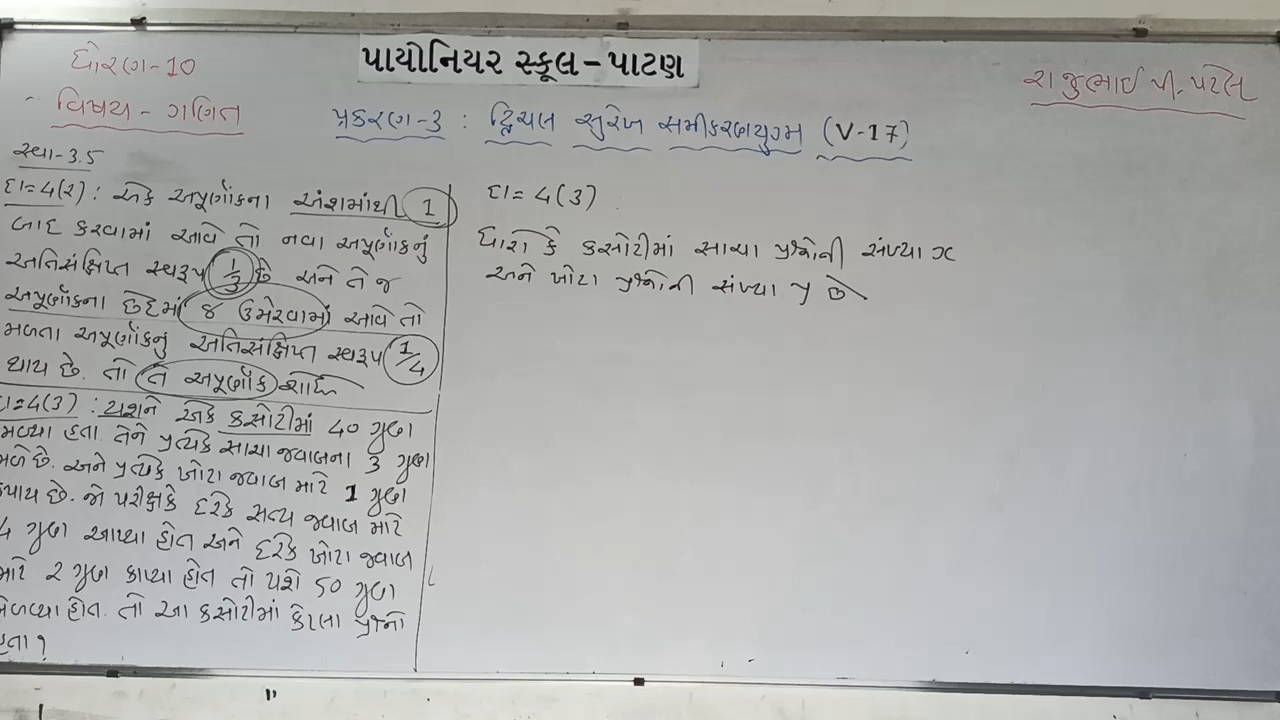 ધોરણ-10
પાયોનિયર સ્કૂલ - પાટણ
રાજુભાઈ પી. પટેલ
વિષય - ગણિત
પ્રકરણ-3 : દ્વિચલ સુરેખ સમીકરણયુગ્મ (V-17)
સ્વા-3.5
દા=4(2) : એક અપૂર્ણાંકના અંશમાંથી 1
બાદ કરવામાં આવે તો નવા અપૂર્ણાંકનું
અતિસંક્ષિપ્ત સ્વરૂપ 1/3 છે અને તે જ
અપૂર્ણાંકના છેદમાં ૪ ઉમેરવામાં આવે તો
મળતા અપૂર્ણાંકનું અતિસંક્ષિપ્ત સ્વરૂપ 1/4
થાય છે. તો તે અપૂર્ણાંક શોધો
દા=4(3) : યશને એક કસોટીમાં 40 ગુણ
મળ્યા હતા. તેને પ્રત્યેક સાચા જવાબના 3 ગુણ
મળે છે. અને પ્રત્યેક ખોટા જવાબ માટે 1 ગુણ
કપાય છે. જો પરીક્ષકે દરેક સત્ય જવાબ માટે
4 ગુણ આપ્યા હોત અને દરેક ખોટા જવાબ
માટે ૨ ગુણ કાપ્યા હોત તો યશે 50 ગુણ
મેળવ્યા હોત. તો આ કસોટીમાં કેટલા પ્રશ્નો
હતા ?
દા= 4(3)
ધારો કે કસોટીમાં સાચા પ્રશ્નોની સંખ્યા x
અને ખોટા પ્રશ્નોની સંખ્યા y છે